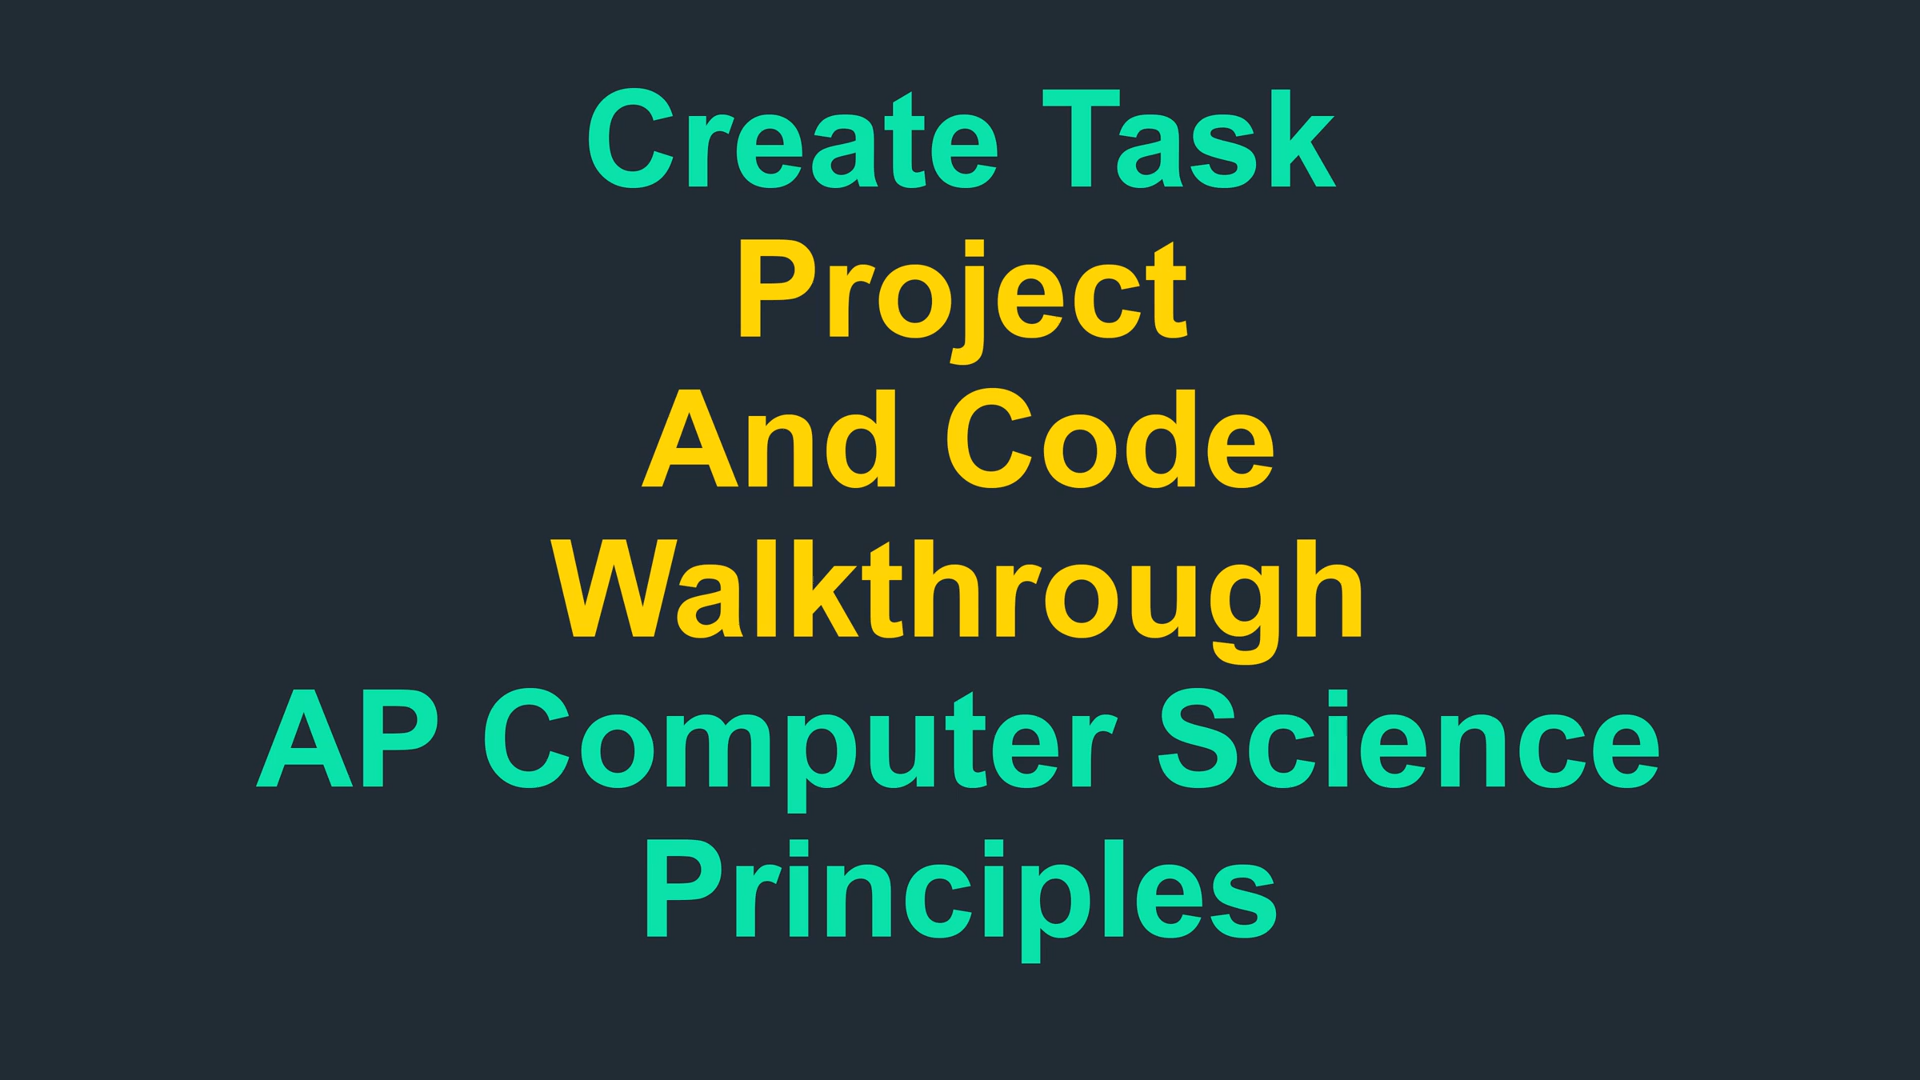 Create Task
Project
And Code
Walkthrough
AP Computer Science
Principles